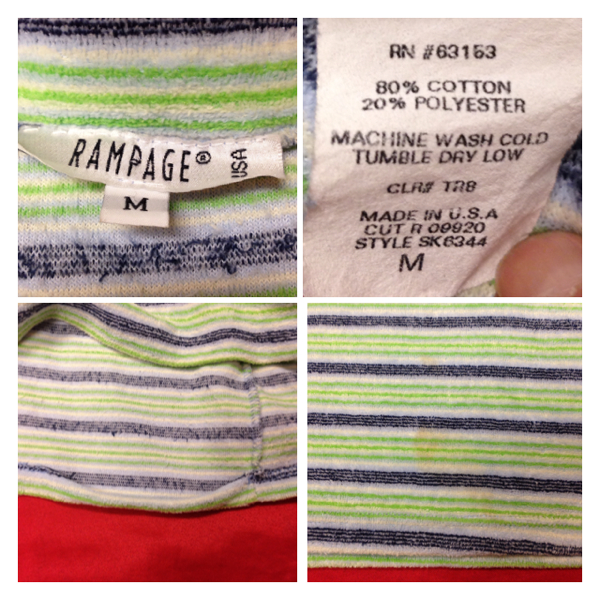 RAMPAGE® USA
M
RN #63153
80% COTTON
20% POLYESTER
MACHINE WASH COLD
TUMBLE DRY LOW
CLR# T28
MADE IN U.S.A
CUT R 09920
STYLE SK6344
M